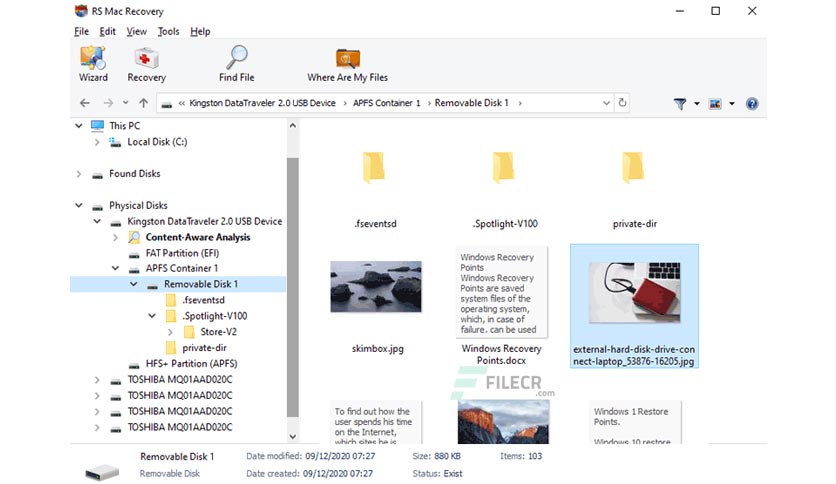 RS Mac Recovery
File Edit View Tools Help
Wizard Recovery Find File Where Are My Files
« Kingston DataTraveler 2.0 USB Device › APFS Container 1 › Removable Disk 1 ›
This PC
Local Disk (C:)
Found Disks
Physical Disks
Kingston DataTraveler 2.0 USB Device
Content-Aware Analysis
FAT Partition (EFI)
APFS Container 1
Removable Disk 1
.fseventsd
.Spotlight-V100
Store-V2
private-dir
HFS+ Partition (APFS)
TOSHIBA MQ01AAD020C
TOSHIBA MQ01AAD020C
TOSHIBA MQ01AAD020C
TOSHIBA MQ01AAD020C
.fseventsd
.Spotlight-V100
private-dir
skimbox.jpg
Windows Recovery
Points
Windows Recovery
Points are saved
system files of the
operating system,
which, in case of
failure. can be used
Windows Recovery
Points.docx
external-hard-disk-drive-co
nnect-laptop_53876-16205.jpg
FILECR
.com
To find out how the
user spends his time
on the Internet,
which sites he is
Windows 1 Restore
Points.
Windows 10 restore
Removable Disk 1
Removable Disk
Date modified: 09/12/2020 07:27
Date created: 09/12/2020 07:27
Size: 880 KB
Status: Exist
Items: 103